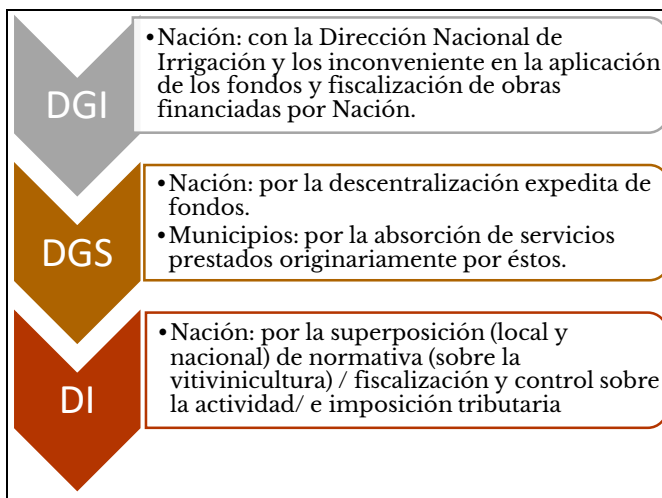 DGI
•Nación: con la Dirección Nacional de
Irrigación y los inconveniente en la aplicación
de los fondos y fiscalización de obras
financiadas por Nación.
DGS
•Nación: por la descentralización expedita de
fondos.
•Municipios: por la absorción de servicios
prestados originariamente por éstos.
DI
•Nación: por la superposición (local y
nacional) de normativa (sobre la
vitivinicultura) / fiscalización y control sobre
la actividad/ e imposición tributaria